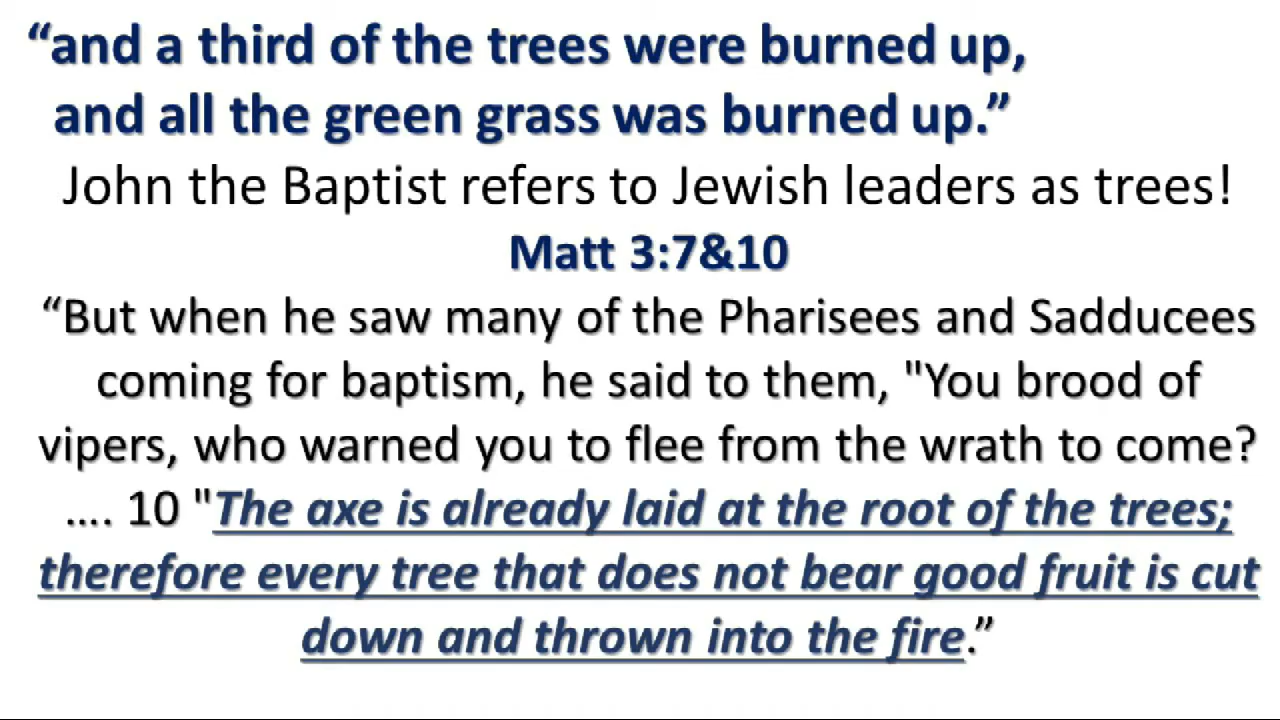 “and a third of the trees were burned up,
and all the green grass was burned up.”
John the Baptist refers to Jewish leaders as trees!
Matt 3:7&10
“But when he saw many of the Pharisees and Sadducees
coming for baptism, he said to them, "You brood of
vipers, who warned you to flee from the wrath to come?
…. 10 "The axe is already laid at the root of the trees;
therefore every tree that does not bear good fruit is cut
down and thrown into the fire.”